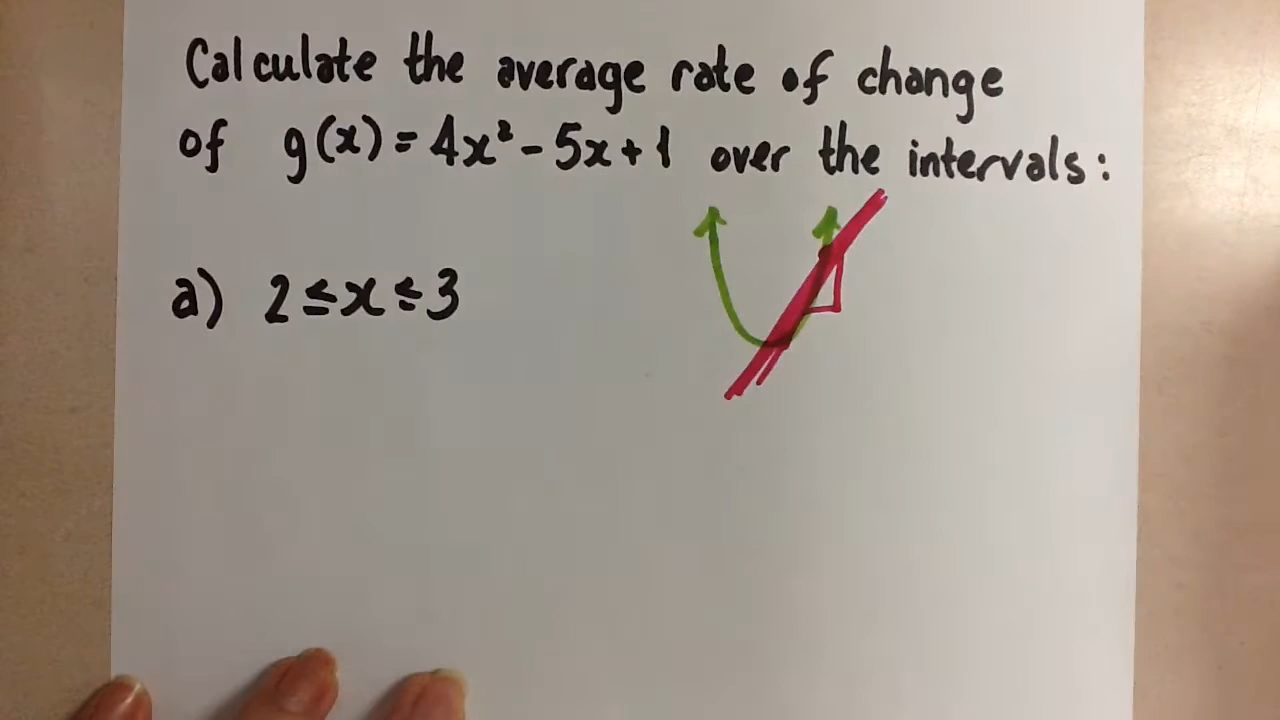 Calculate the average rate of change
of g(x) = 4x² - 5x + 1 over the intervals:
a) 2 ≤ x ≤ 3